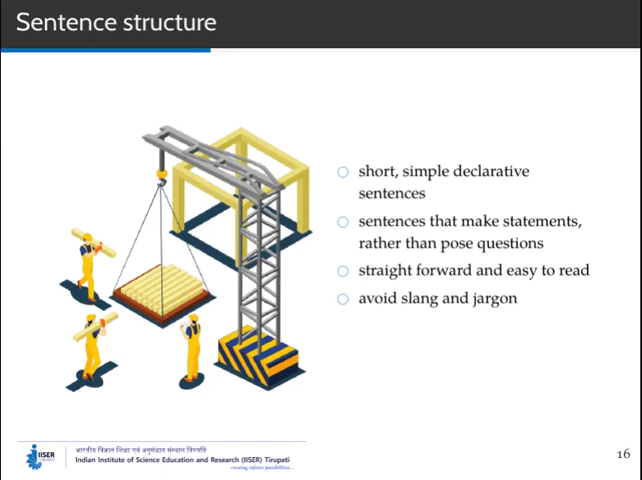 Sentence structure
short, simple declarative
sentences
sentences that make statements,
rather than pose questions
straight forward and easy to read
avoid slang and jargon
IISER
भारतीय विज्ञान शिक्षा एवं अनुसंधान संस्थान तिरुपति
Indian Institute of Science Education and Research (IISER) Tirupati
creating infinite possibilities...
16